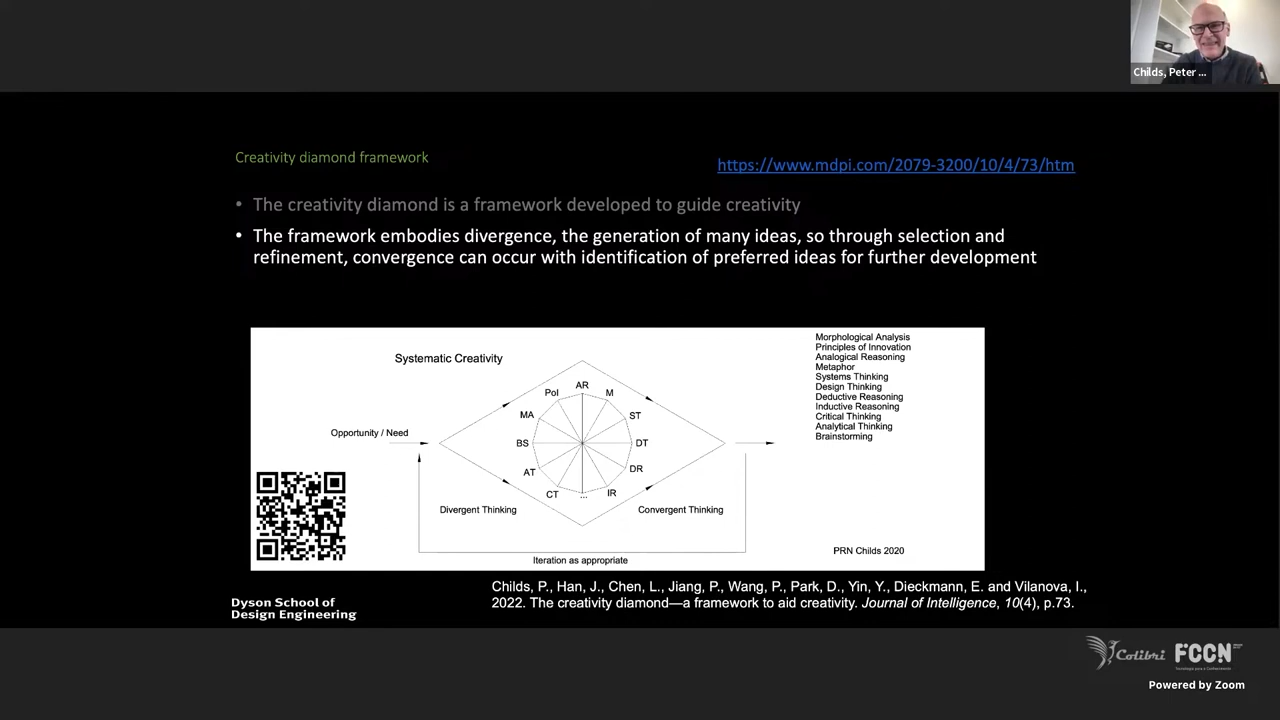 Childs, Peter ...
Creativity diamond framework
https://www.mdpi.com/2079-3200/10/4/73/htm
• The creativity diamond is a framework developed to guide creativity
• The framework embodies divergence, the generation of many ideas, so through selection and
refinement, convergence can occur with identification of preferred ideas for further development
Systematic Creativity
Opportunity / Need
AR
M
ST
DT
DR
IR
...
CT
AT
BS
MA
PoI
Divergent Thinking
Convergent Thinking
Iteration as appropriate
Morphological Analysis
Principles of Innovation
Analogical Reasoning
Metaphor
Systems Thinking
Design Thinking
Deductive Reasoning
Inductive Reasoning
Critical Thinking
Analytical Thinking
Brainstorming
PRN Childs 2020
Childs, P., Han, J., Chen, L., Jiang, P., Wang, P., Park, D., Yin, Y., Dieckmann, E. and Vilanova, I.,
2022. The creativity diamond—a framework to aid creativity. Journal of Intelligence, 10(4), p.73.
Dyson School of
Design Engineering
Colibri
FCCN
Powered by Zoom